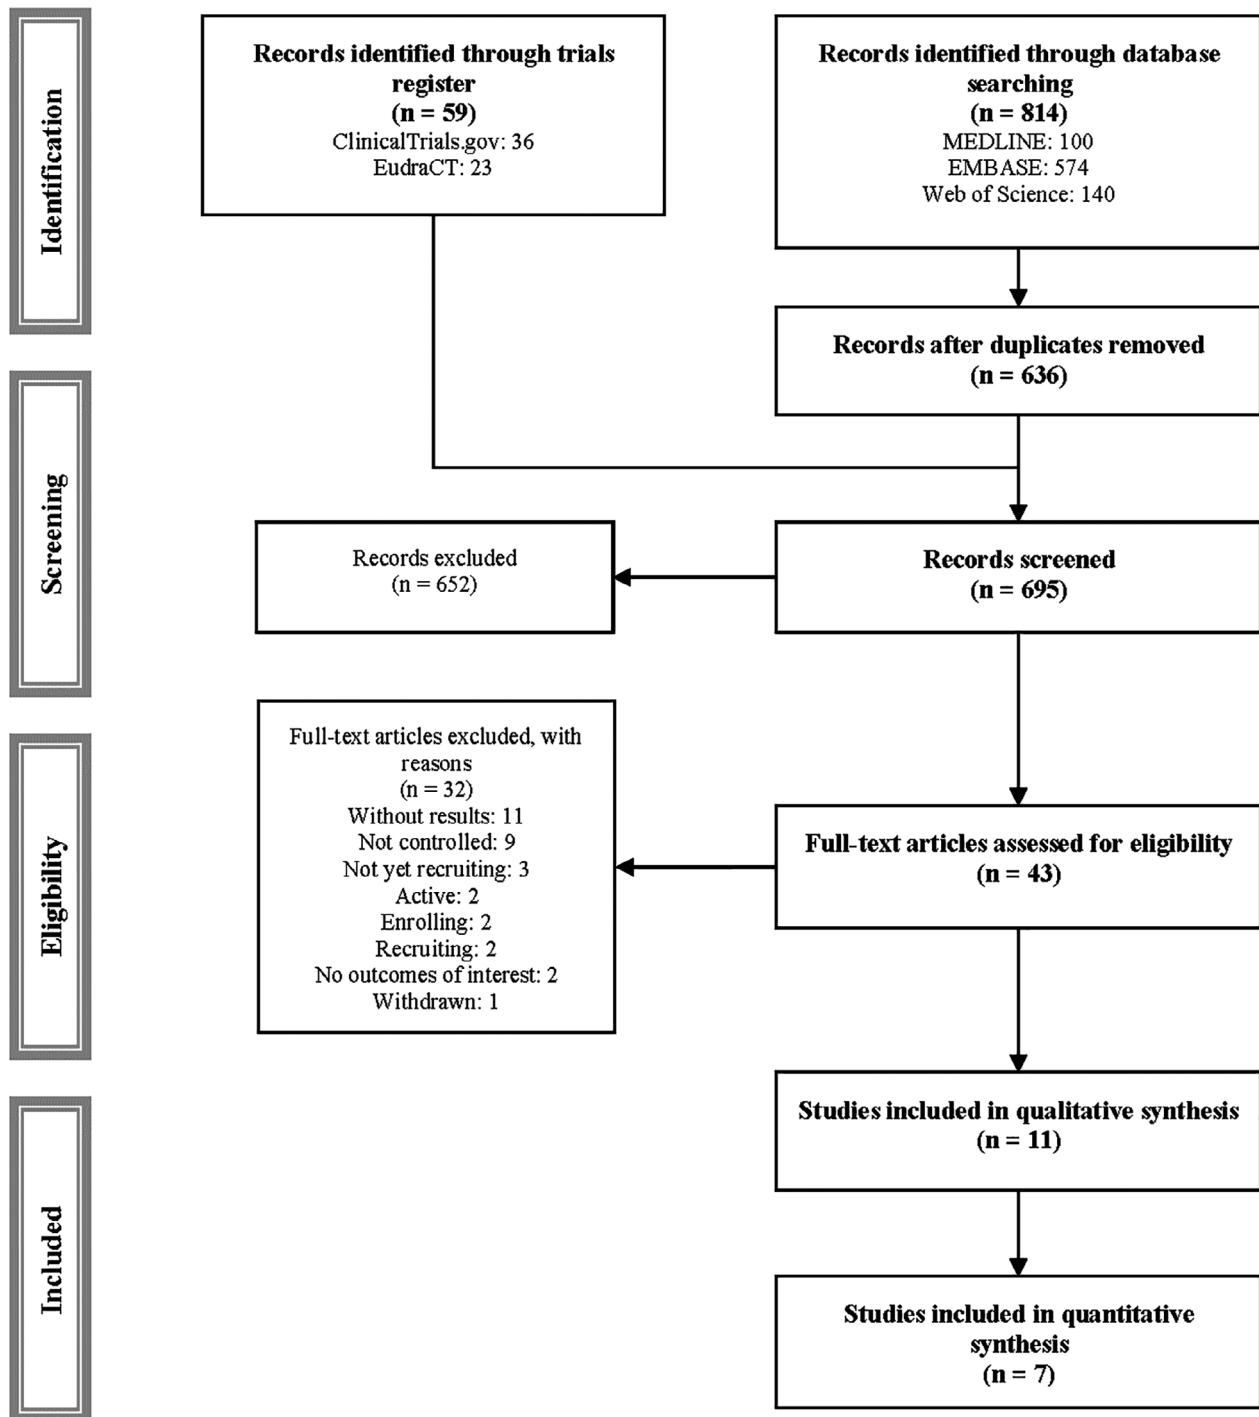 Identification
Records identified through trials
register
(n = 59)
ClinicalTrials.gov: 36
EudraCT: 23
Records identified through database
searching
(n = 814)
MEDLINE: 100
EMBASE: 574
Web of Science: 140
Records after duplicates removed
(n = 636)
Screening
Records excluded
(n = 652)
Records screened
(n = 695)
Eligibility
Full-text articles excluded, with
reasons
(n = 32)
Without results: 11
Not controlled: 9
Not yet recruiting: 3
Active: 2
Enrolling: 2
Recruiting: 2
No outcomes of interest: 2
Withdrawn: 1
Full-text articles assessed for eligibility
(n = 43)
Included
Studies included in qualitative synthesis
(n = 11)
Studies included in quantitative
synthesis
(n = 7)